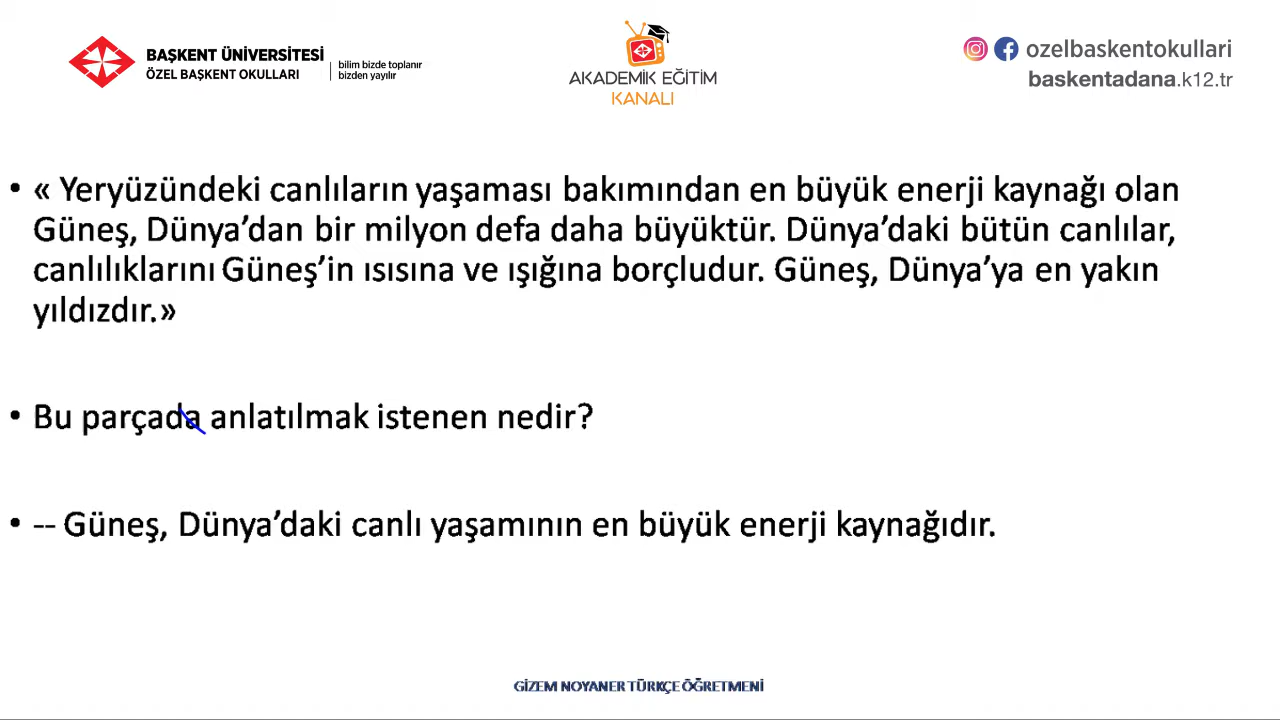 BAŞKENT ÜNİVERSİTESİ
ÖZEL BAŞKENT OKULLARI
bilim bizde toplanır
bizden yayılır
AKADEMİK EĞİTİM
KANALI
ozelbaskentokullari
baskentadana.k12.tr
• « Yeryüzündeki canlıların yaşaması bakımından en büyük enerji kaynağı olan
Güneş, Dünya’dan bir milyon defa daha büyüktür. Dünya’daki bütün canlılar,
canlılıklarını Güneş’in ısısına ve ışığına borçludur. Güneş, Dünya’ya en yakın
yıldızdır.»
• Bu parçada anlatılmak istenen nedir?
• -- Güneş, Dünya’daki canlı yaşamının en büyük enerji kaynağıdır.
GİZEM NOYANER TÜRKÇE ÖĞRETMENİ